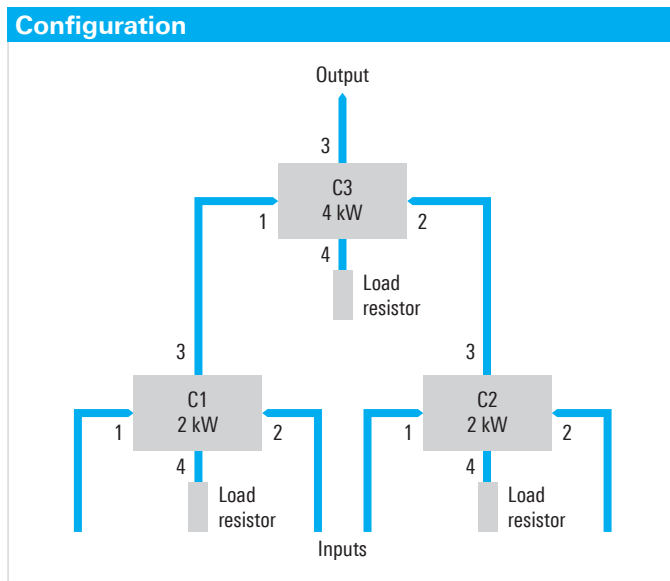 Configuration
Output
3
C3
4 kW
1
2
4
Load
resistor
3
3
C1
2 kW
1
2
4
Load
resistor
C2
2 kW
1
2
4
Load
resistor
Inputs